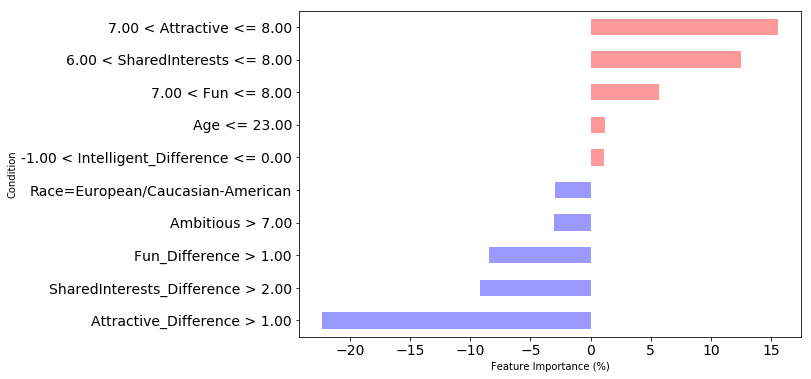 7.00 < Attractive <= 8.00
6.00 < SharedInterests <= 8.00
7.00 < Fun <= 8.00
Age <= 23.00
-1.00 < Intelligent_Difference <= 0.00
Race=European/Caucasian-American
Ambitious > 7.00
Fun_Difference > 1.00
SharedInterests_Difference > 2.00
Attractive_Difference > 1.00
Condition
−20 −15 −10 −5 0 5 10 15
Feature Importance (%)